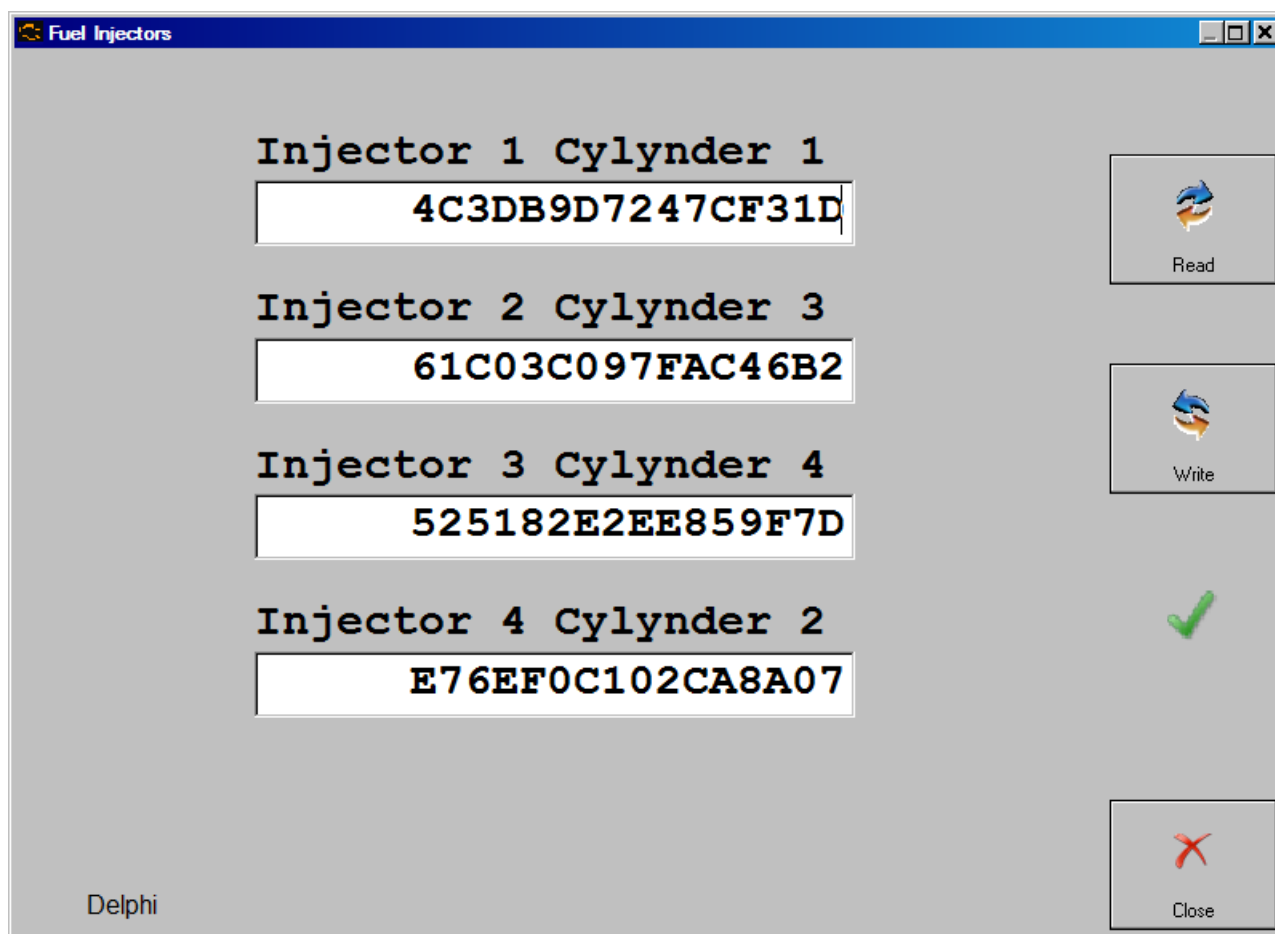 Fuel Injectors
Injector 1 Cylynder 1
4C3DB9D7247CF31D
Read
Injector 2 Cylynder 3
61C03C097FAC46B2
Injector 3 Cylynder 4
Write
525182E2EE859F7D
Injector 4 Cylynder 2
E76EF0C102CA8A07
Delphi
Close